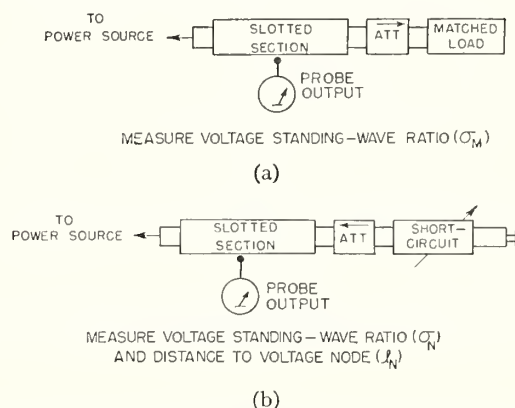 TO
POWER SOURCE
SLOTTED
SECTION
ATT
MATCHED
LOAD
PROBE
OUTPUT
MEASURE VOLTAGE STANDING-WAVE RATIO (σM)
(a)
TO
POWER SOURCE
SLOTTED
SECTION
ATT
SHORT-
CIRCUIT
PROBE
OUTPUT
MEASURE VOLTAGE STANDING-WAVE RATIO (σN)
AND DISTANCE TO VOLTAGE NODE (ℓN)
(b)